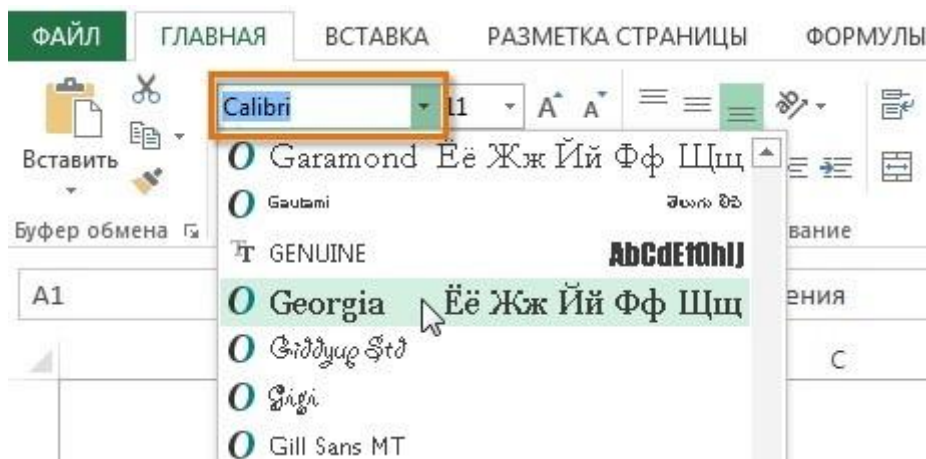 ФАЙЛ ГЛАВНАЯ ВСТАВКА РАЗМЕТКА СТРАНИЦЫ ФОРМУЛЫ
Calibri 11 A A
Вставить
Garamond Ёё Жж Йй Фф Щщ
Gautami
Буфер обмена
GENUINE AbCdEfGhIJ
вание
A1
Georgia Ёё Жж Йй Фф Щщ
ения
Giddyup Std
C
Gigi
Gill Sans MT